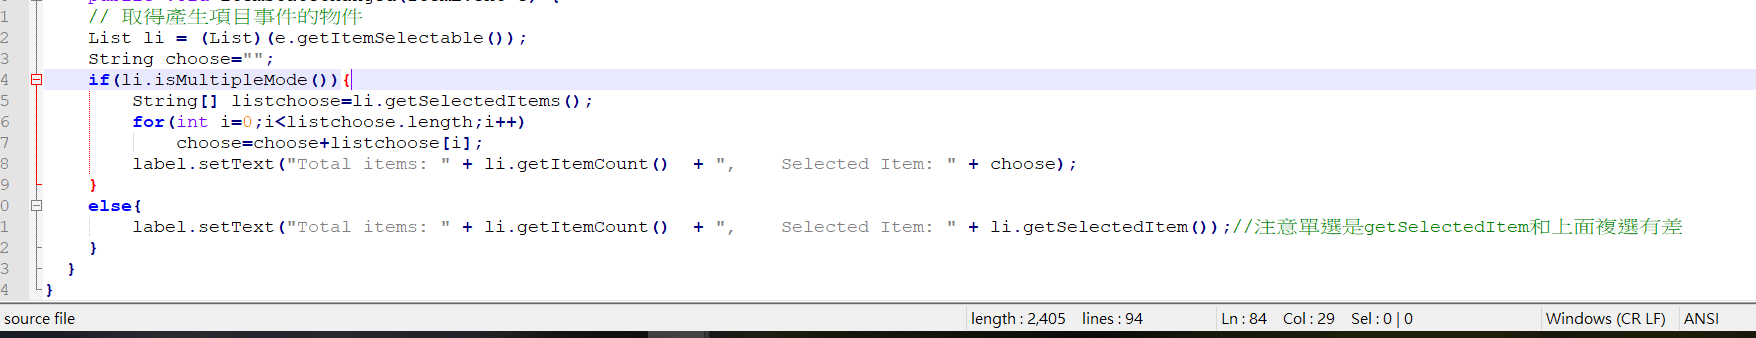 1 // 取得產生項目事件的物件
2 List li = (List)(e.getItemSelectable());
3 String choose="";
4 if(li.isMultipleMode()){
5 String[] listchoose=li.getSelectedItems();
6 for(int i=0;i<listchoose.length;i++)
7 choose=choose+listchoose[i];
8 label.setText("Total items: " + li.getItemCount()  + ",    Selected Item: " + choose);
9 }
0 else{
1 label.setText("Total items: " + li.getItemCount()  + ",    Selected Item: " + li.getSelectedItem());//注意單選是getSelectedItem和上面複選有差
2 }
3 }
4 }
source file length : 2,405 lines : 94 Ln : 84 Col : 29 Sel : 0 | 0 Windows (CR LF) ANSI